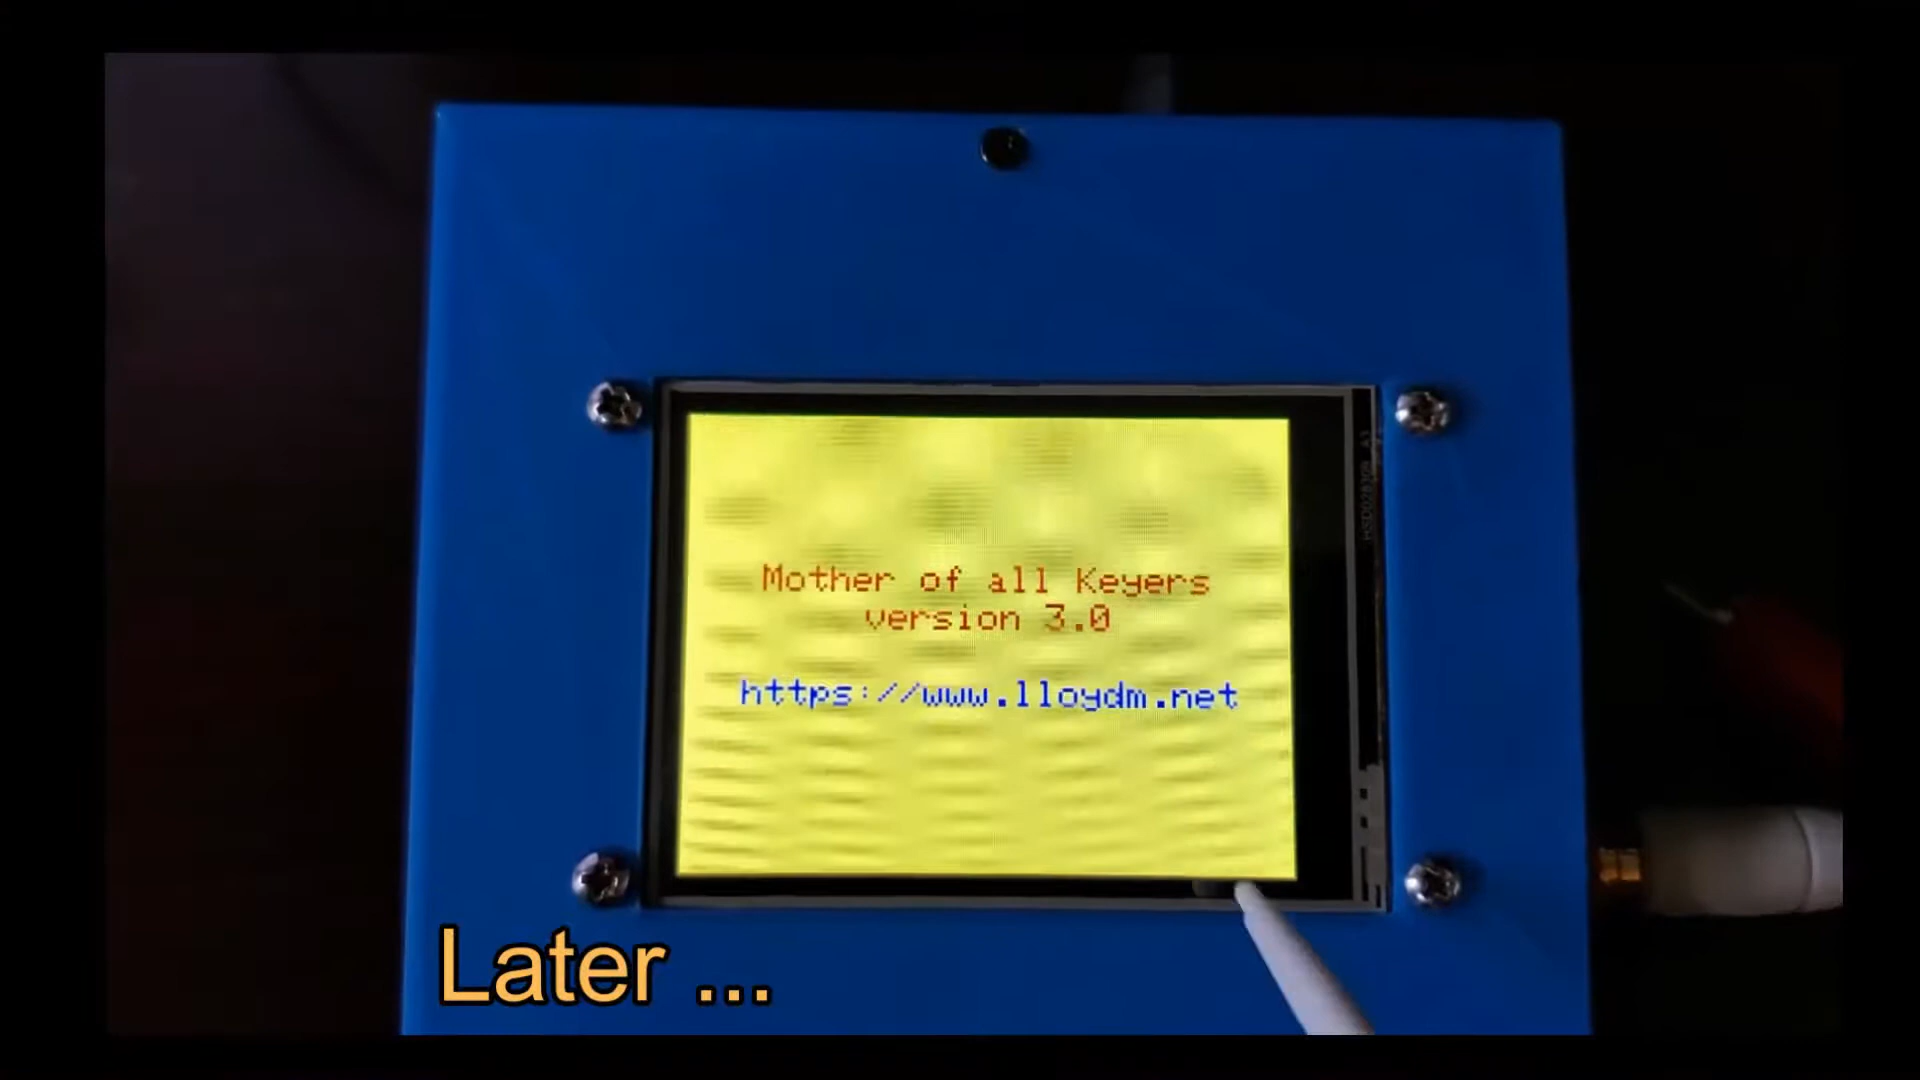 Mother of all Keyers
version 3.0
https://www.lloydm.net
Later ...